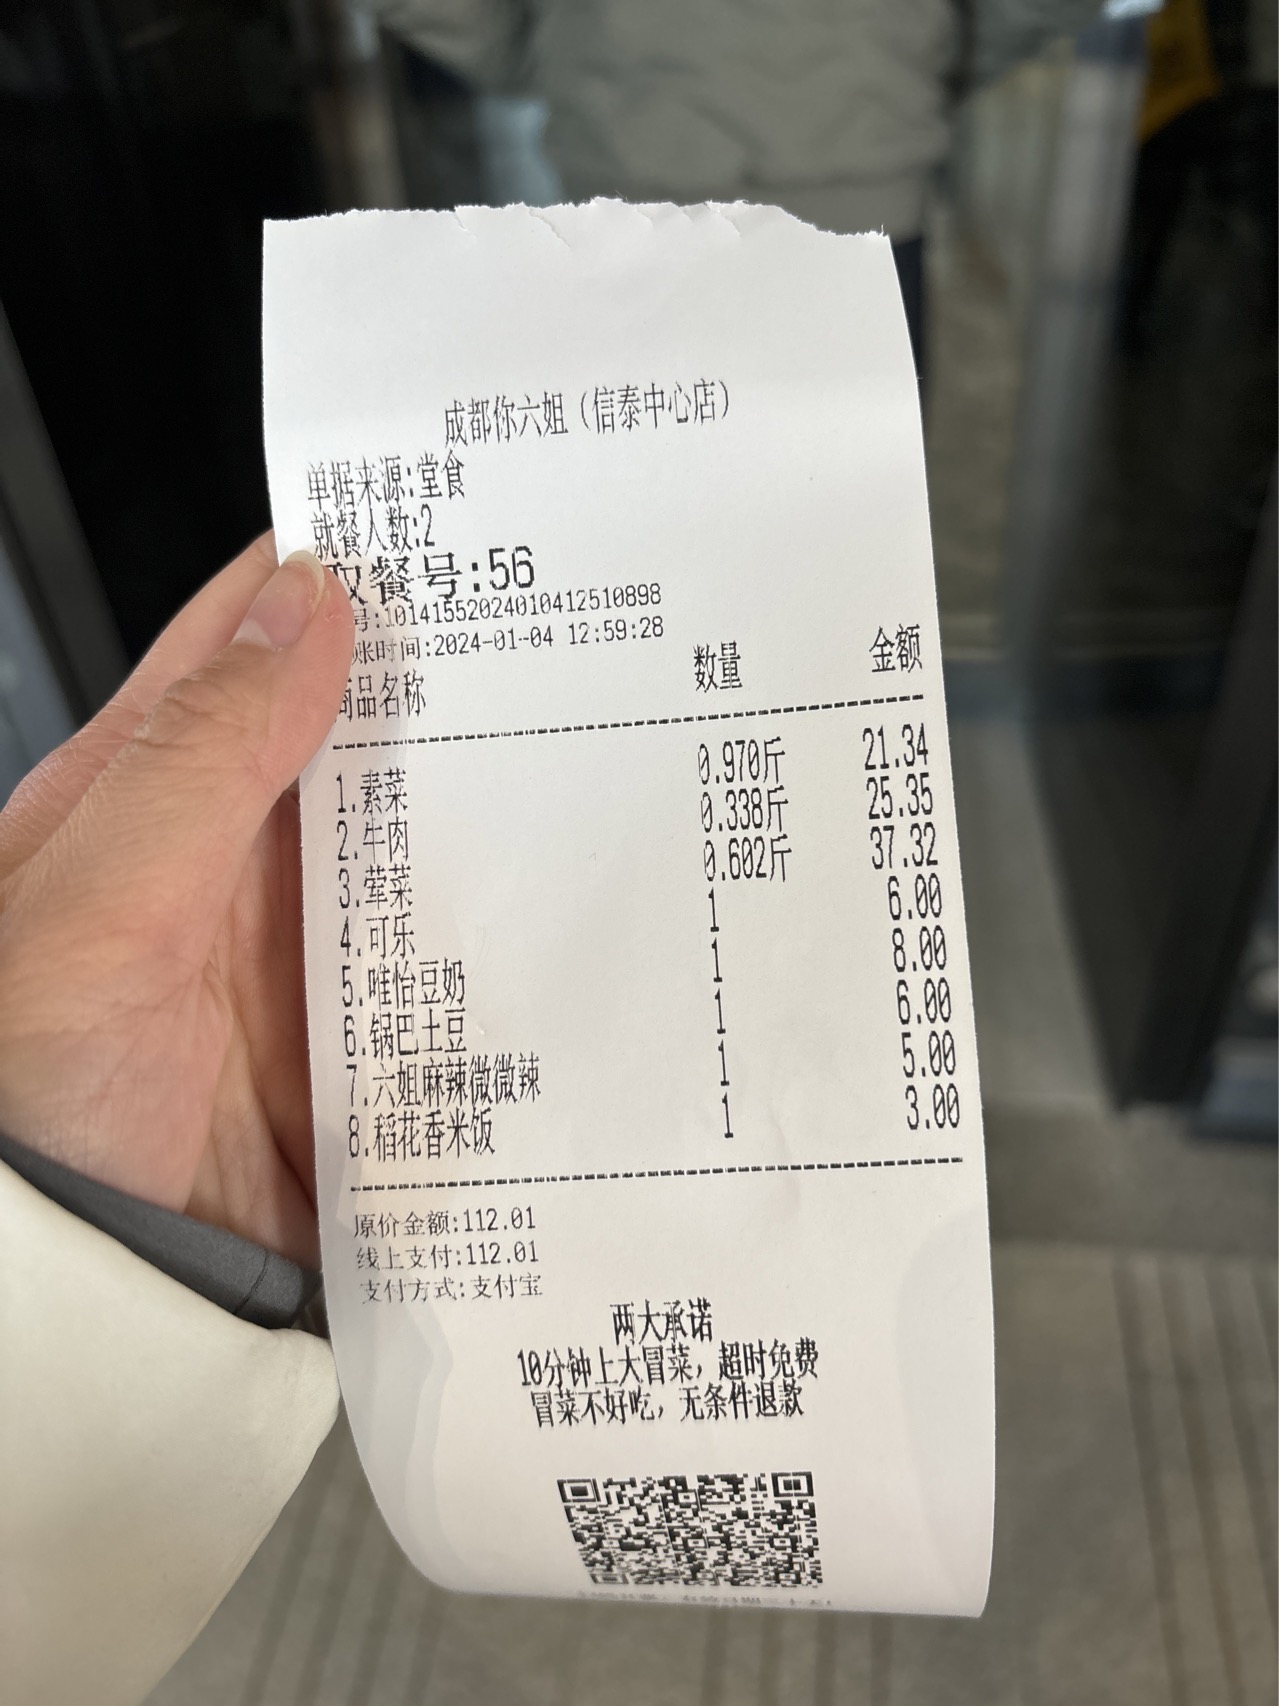 成都你六姐（信泰中心店）
单据来源:堂食
就餐人数:2
取餐号:56
号:10141552024010412510898
账时间:2024-01-04 12:59:28
商品名称 数量 金额
1.素菜 0.970斤 21.34
2.牛肉 0.338斤 25.35
3.荤菜 0.602斤 37.32
4.可乐 1 6.00
5.唯怡豆奶 1 8.00
6.锅巴土豆 1 6.00
7.六姐麻辣微微辣 1 5.00
8.稻花香米饭 1 3.00
原价金额:112.01
线上支付:112.01
支付方式:支付宝
两大承诺
10分钟上大冒菜，超时免费
冒菜不好吃，无条件退款